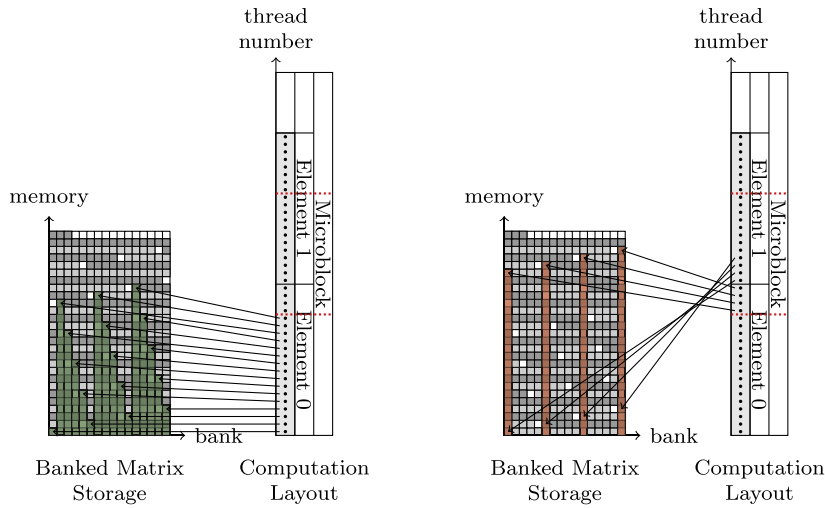 thread
number
memory
Element 1
Microblock
Element 0
bank
Banked Matrix
Storage
Computation
Layout
thread
number
memory
Element 1
Microblock
Element 0
bank
Banked Matrix
Storage
Computation
Layout